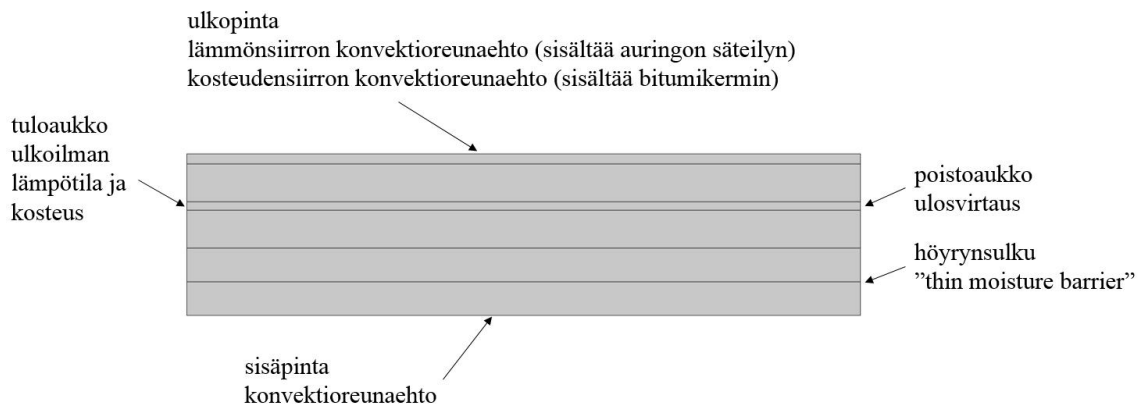 ulkopinta
lämmönsiirron konvektioreunaehto (sisältää auringon säteilyn)
kosteudensiirron konvektioreunaehto (sisältää bitumikermin)
tuloaukko
ulkoilman
lämpötila ja
kosteus
poistoaukko
ulosvirtaus
höyrynsulku
”thin moisture barrier”
sisäpinta
konvektioreunaehto